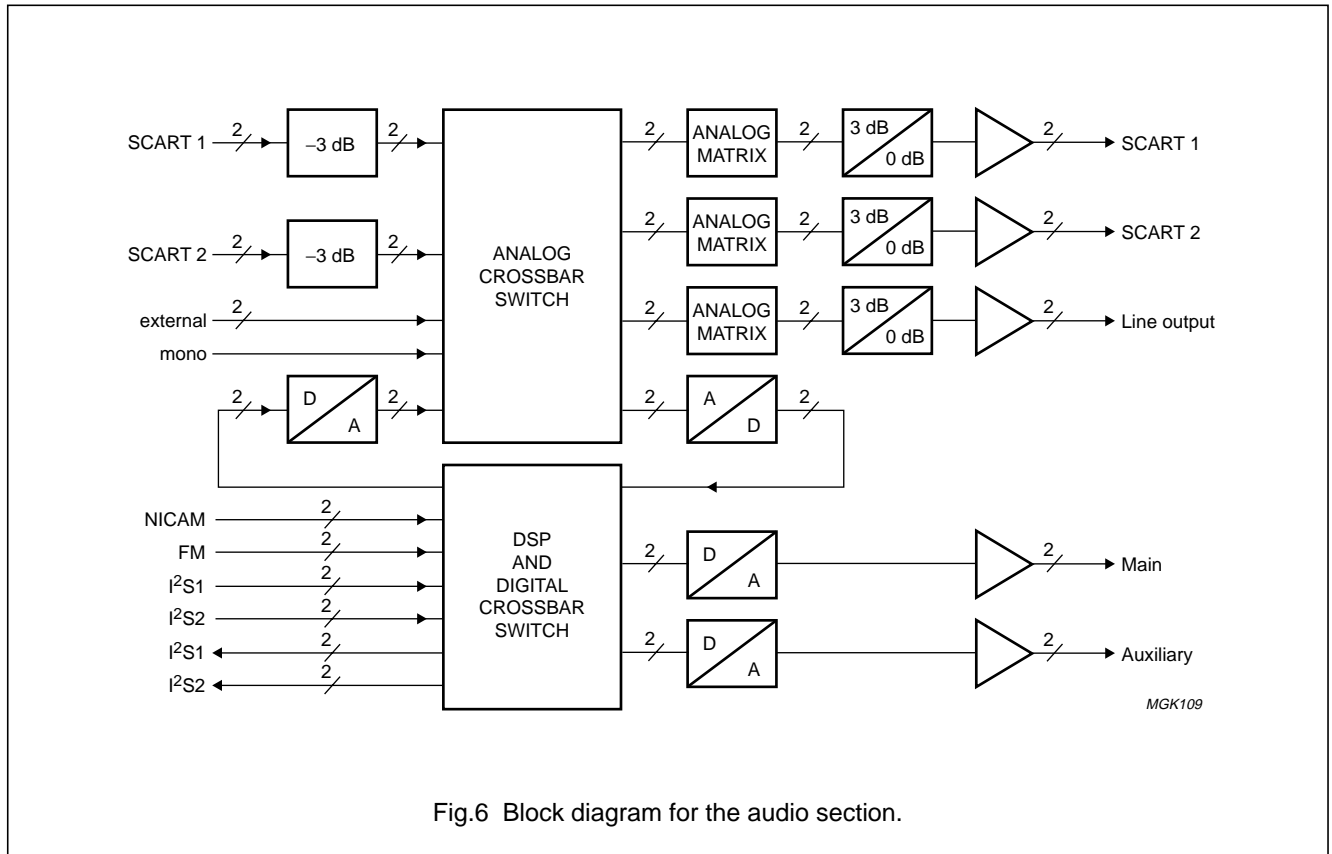 SCART 1
2
–3 dB
2
2
ANALOG
MATRIX
2
3 dB
0 dB
2
SCART 1
SCART 2
2
–3 dB
2
ANALOG
CROSSBAR
SWITCH
2
ANALOG
MATRIX
2
3 dB
0 dB
2
SCART 2
external
2
mono
2
ANALOG
MATRIX
2
3 dB
0 dB
2
Line output
2
D
A
2
2
A
D
2
NICAM
2
FM
2
I²S1
2
I²S2
2
I²S1
2
I²S2
2
DSP
AND
DIGITAL
CROSSBAR
SWITCH
2
D
A
2
Main
2
D
A
2
Auxiliary
MGK109
Fig.6 Block diagram for the audio section.